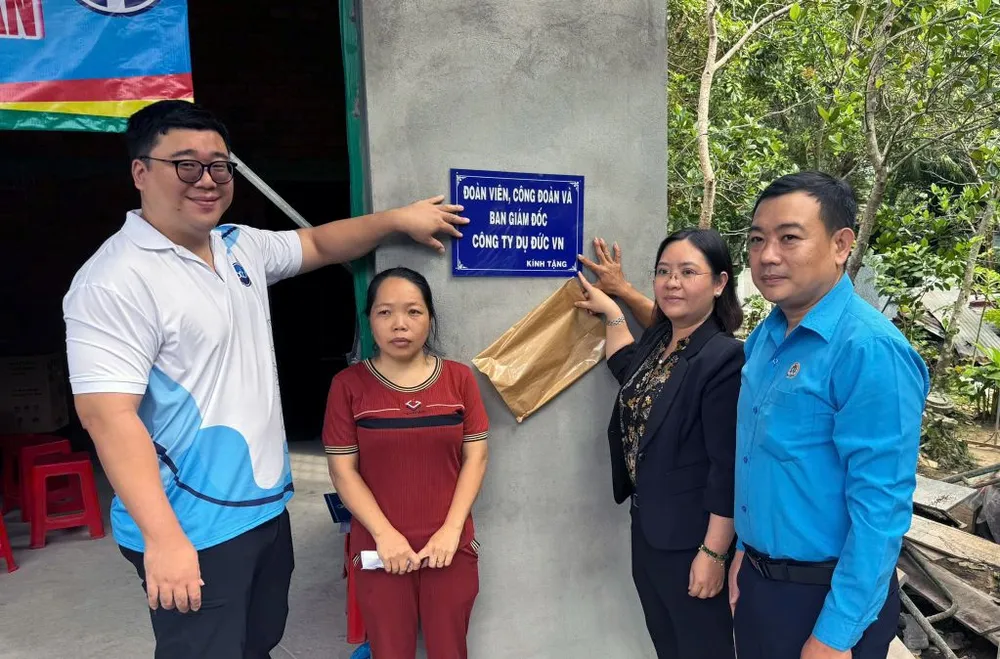 ĐOÀN VIÊN, CÔNG ĐOÀN VÀ
BAN GIÁM ĐỐC
CÔNG TY DỤ ĐỨC VN
KÍNH TẶNG